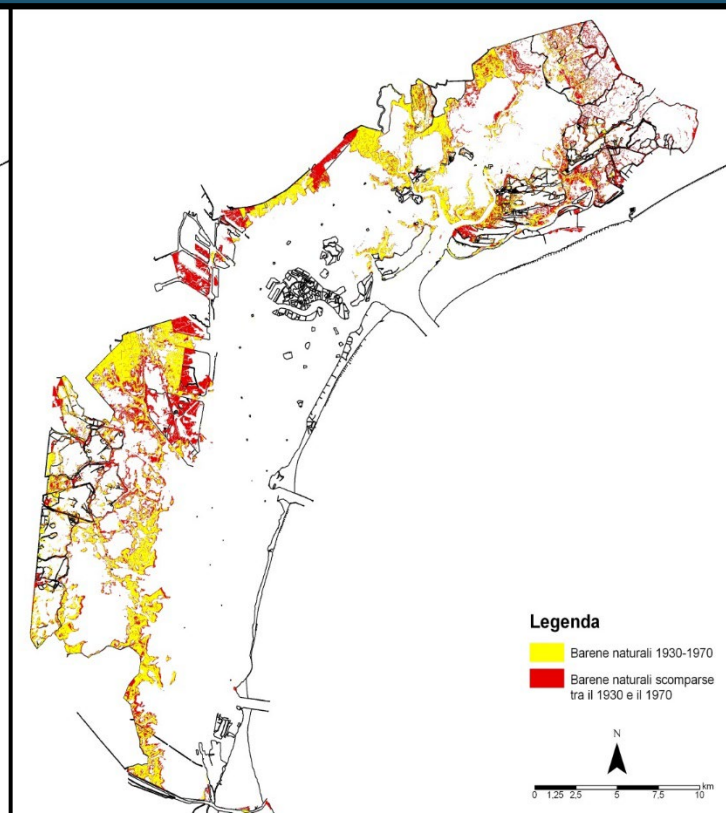 Legenda
Barene naturali 1930-1970
Barene naturali scomparse
tra il 1930 e il 1970
N
km
0 1.25 2.5 5 7.5 10